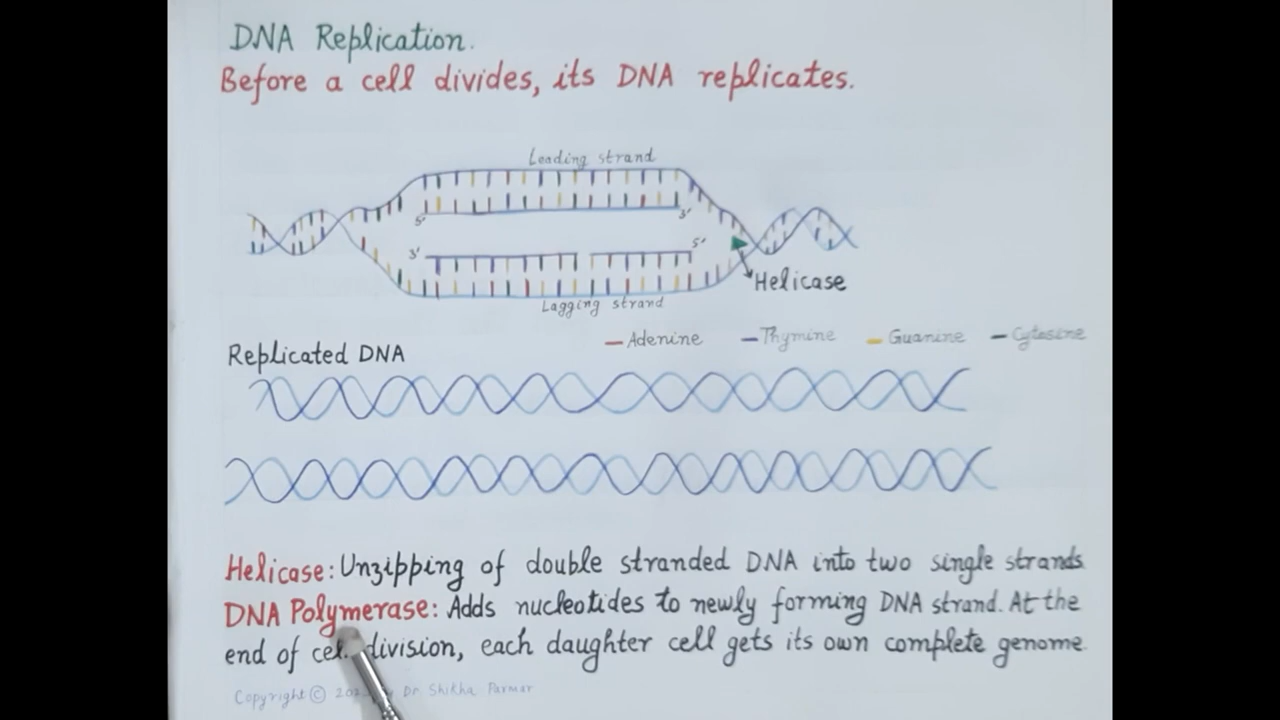 DNA Replication.
Before a cell divides, its DNA replicates.
Leading strand
5' 3'
3' 5'
Helicase
Lagging strand
Adenine Thymine Guanine Cytosine
Replicated DNA
Helicase: Unzipping of double stranded DNA into two single strands
DNA Polymerase: Adds nucleotides to newly forming DNA strand. At the
end of division, each daughter cell gets its own complete genome.
Copyright © Dr Shikha Parmar